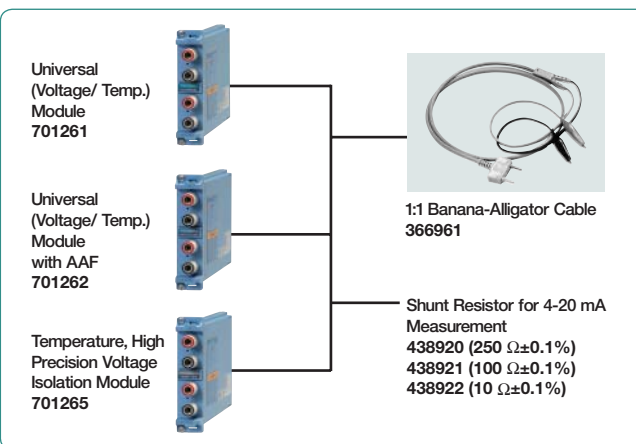 Universal
(Voltage/ Temp.)
Module
701261
Universal
(Voltage/ Temp.)
Module
with AAF
701262
Temperature, High
Precision Voltage
Isolation Module
701265
1:1 Banana-Alligator Cable
366961
Shunt Resistor for 4-20 mA
Measurement
438920 (250 Ω±0.1%)
438921 (100 Ω±0.1%)
438922 (10 Ω±0.1%)